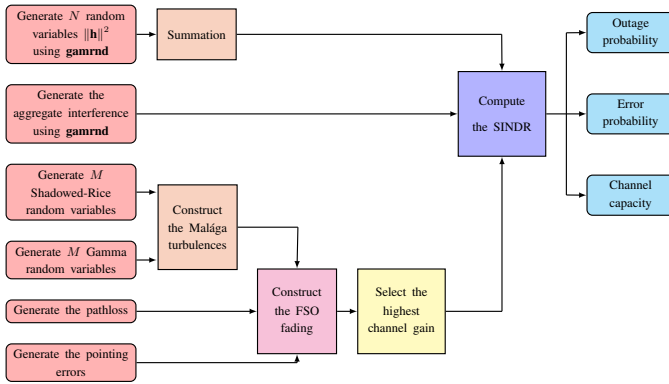 Generate N random
variables ‖h‖²
using gamrnd
Summation
Outage
probability
Generate the
aggregate interference
using gamrnd
Compute
the SINDR
Error
probability
Generate M
Shadowed-Rice
random variables
Construct
the Malága
turbulences
Channel
capacity
Generate M Gamma
random variables
Generate the pathloss
Construct
the FSO
fading
Select the
highest
channel gain
Generate the pointing
errors